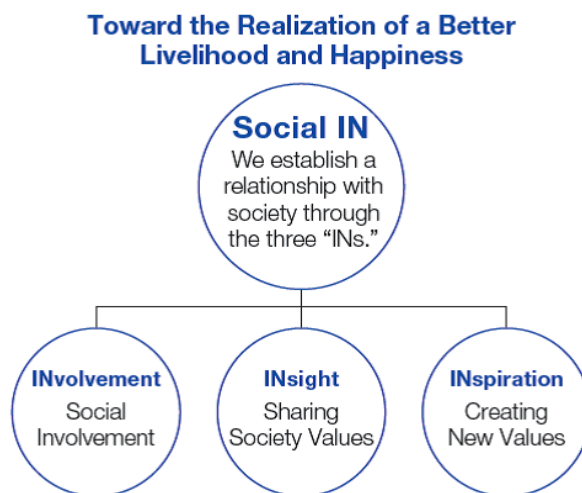 Toward the Realization of a Better
Livelihood and Happiness
Social IN
We establish a
relationship with
society through
the three “INs.”
INvolvement
Social
Involvement
INsight
Sharing
Society Values
INspiration
Creating
New Values